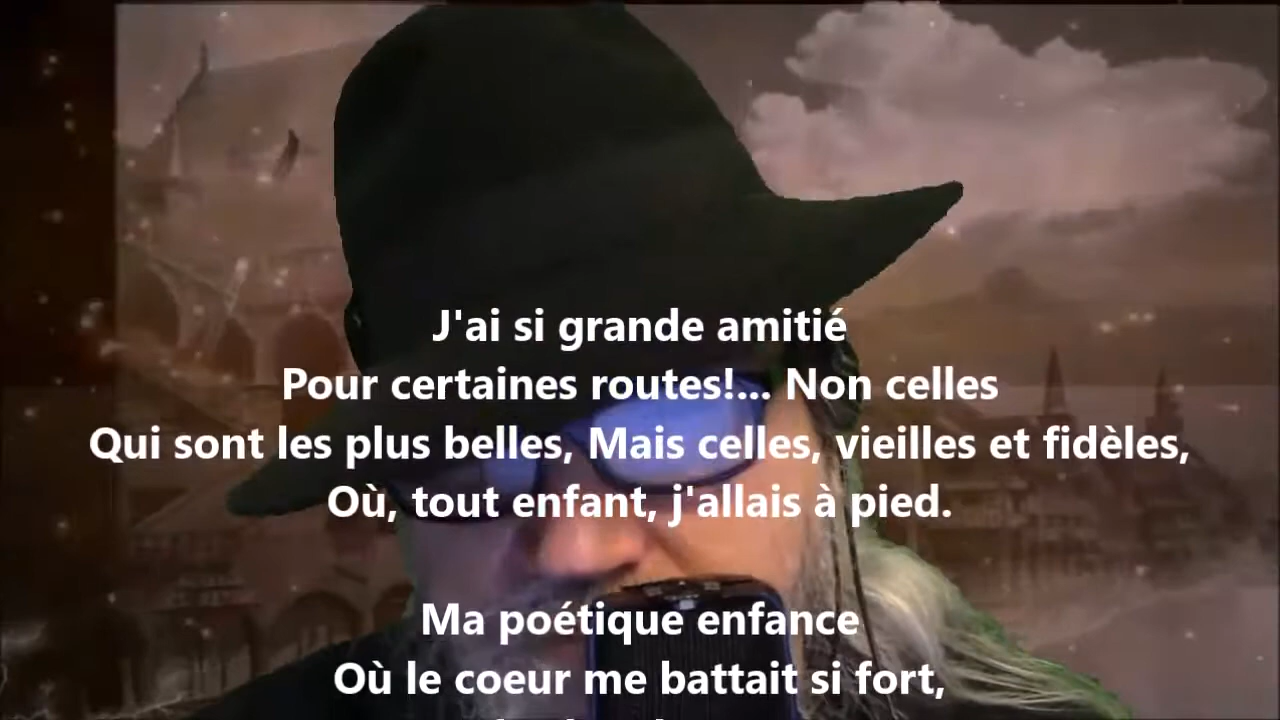 J'ai si grande amitié
Pour certaines routes!... Non celles
Qui sont les plus belles, Mais celles, vieilles et fidèles,
Où, tout enfant, j'allais à pied.
Ma poétique enfance
Où le coeur me battait si fort,